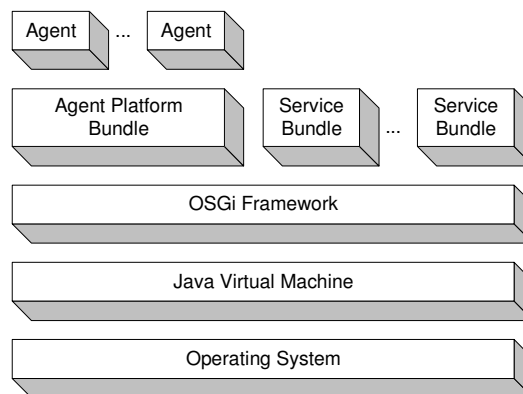 Agent ... Agent
Agent Platform
Bundle
Service
Bundle
...
Service
Bundle
OSGi Framework
Java Virtual Machine
Operating System